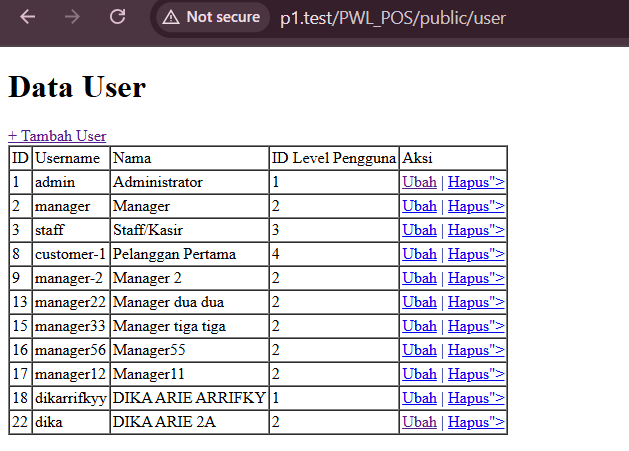 Not secure p1.test/PWL_POS/public/user
Data User
+ Tambah User
ID Username Nama ID Level Pengguna Aksi
1 admin Administrator 1 Ubah | Hapus">
2 manager Manager 2 Ubah | Hapus">
3 staff Staff/Kasir 3 Ubah | Hapus">
8 customer-1 Pelanggan Pertama 4 Ubah | Hapus">
9 manager-2 Manager 2 2 Ubah | Hapus">
13 manager22 Manager dua dua 2 Ubah | Hapus">
15 manager33 Manager tiga tiga 2 Ubah | Hapus">
16 manager56 Manager55 2 Ubah | Hapus">
17 manager12 Manager11 2 Ubah | Hapus">
18 dikarrifkyy DIKA ARIE ARRIFKY 1 Ubah | Hapus">
22 dika DIKA ARIE 2A 2 Ubah | Hapus">